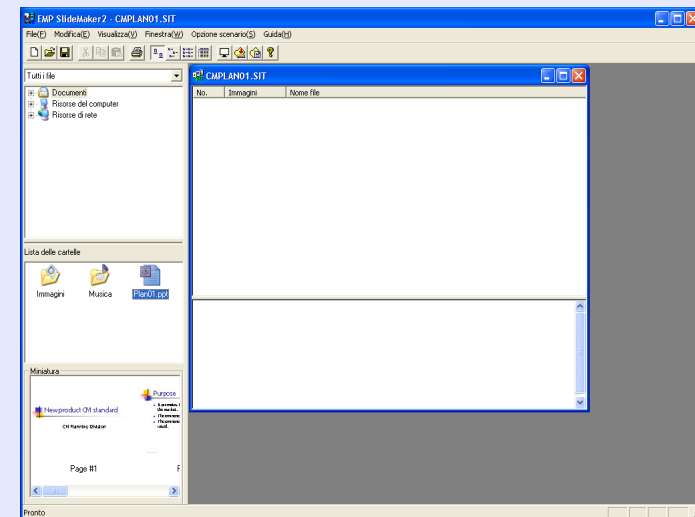 EMP SlideMaker2 - CMPLAN01.SIT
File(F) Modifica(E) Visualizza(V) Finestra(W) Opzione scenario(S) Guida(H)
Tutti i file
Documenti
Risorse del computer
Risorse di rete
CMPLAN01.SIT
No. Immagini Nome file
Lista delle cartelle
Immagini Musica Plan01.ppt
Miniatura
New product CM standard
CM Planning Division
Purpose
Page #1
Pronto